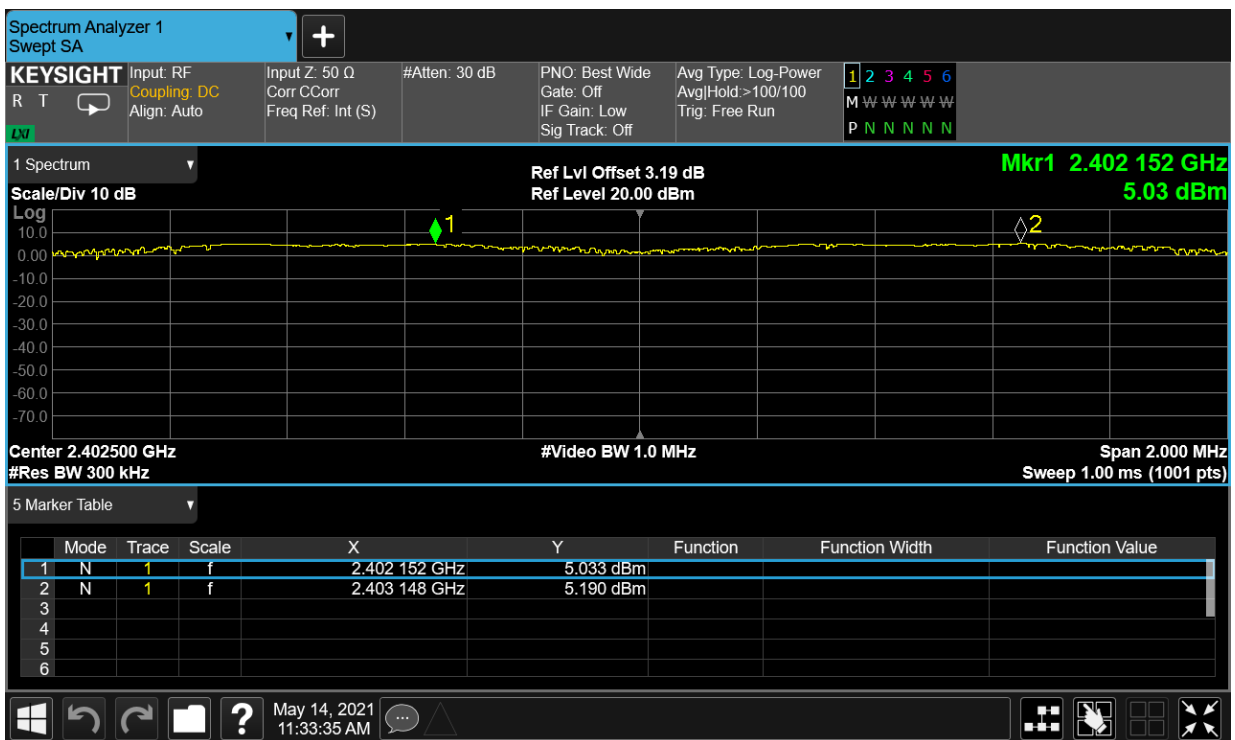 Spectrum Analyzer 1
Swept SA
+
KEYSIGHT
R T
LXI
Input: RF
Coupling: DC
Align: Auto
Input Z: 50 Ω
Corr CCorr
Freq Ref: Int (S)
#Atten: 30 dB
PNO: Best Wide
Gate: Off
IF Gain: Low
Sig Track: Off
Avg Type: Log-Power
Avg|Hold:>100/100
Trig: Free Run
1 2 3 4 5 6
M W W W W W
P N N N N N
1 Spectrum
Scale/Div 10 dB
Ref Lvl Offset 3.19 dB
Ref Level 20.00 dBm
Mkr1 2.402 152 GHz
5.03 dBm
Log
10.0
0.00
-10.0
-20.0
-30.0
-40.0
-50.0
-60.0
-70.0
1
2
Center 2.402500 GHz
#Res BW 300 kHz
#Video BW 1.0 MHz
Span 2.000 MHz
Sweep 1.00 ms (1001 pts)
5 Marker Table
Mode Trace Scale X Y Function Function Width Function Value
1 N 1 f 2.402 152 GHz 5.033 dBm
2 N 1 f 2.403 148 GHz 5.190 dBm
3
4
5
6
?
May 14, 2021
11:33:35 AM